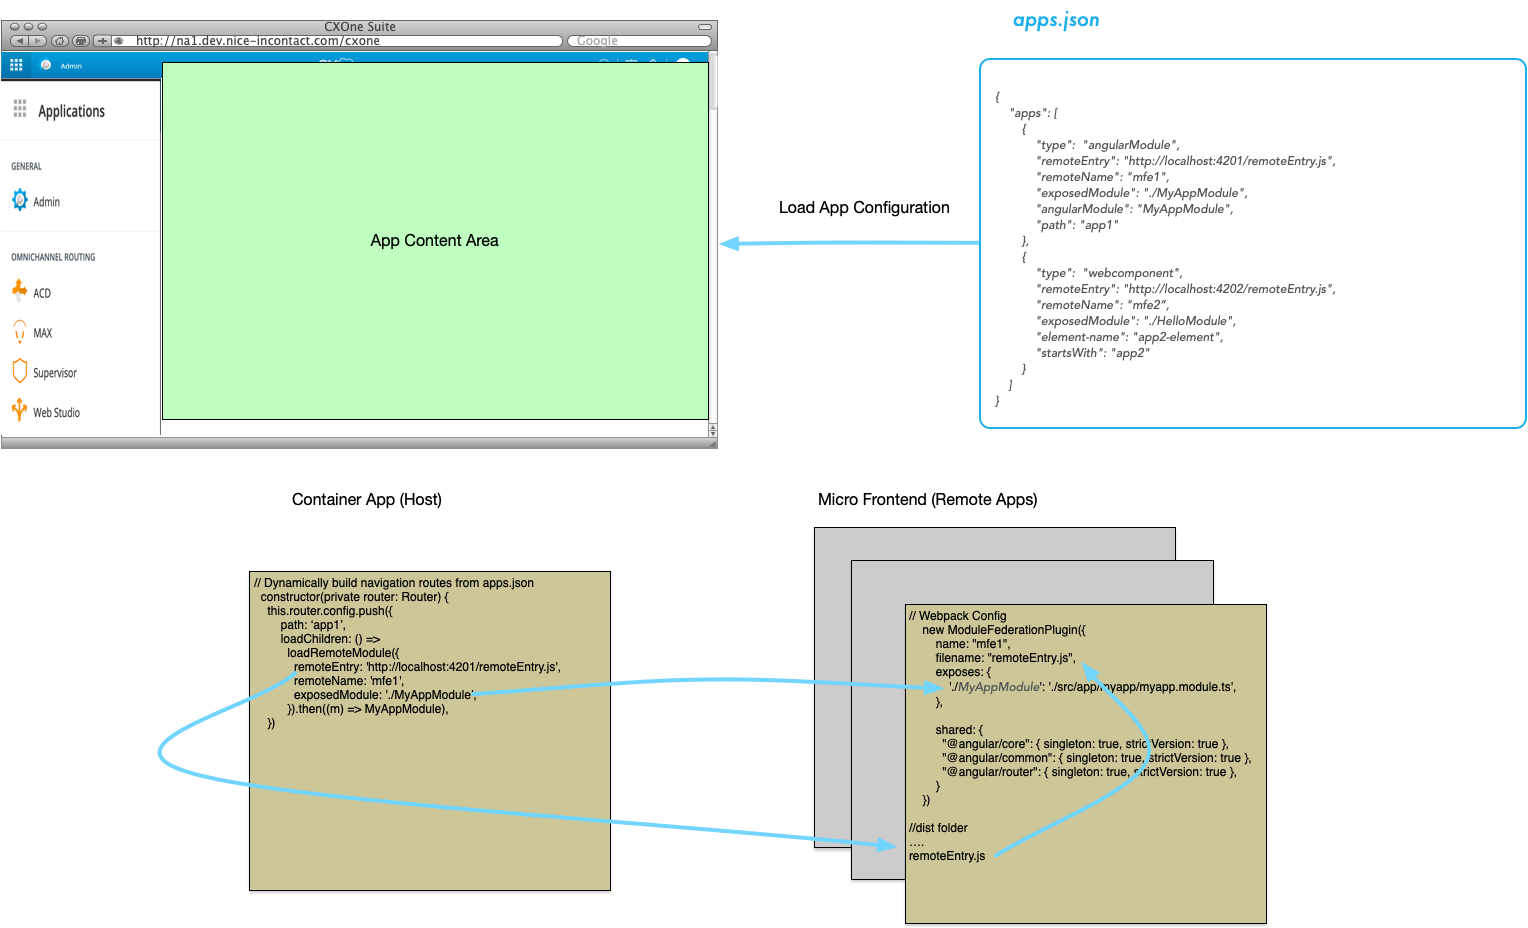 CXOne Suite
http://na1.dev.nice-incontact.com/cxone
Google
Admin
Applications
GENERAL
Admin
OMNICHANNEL ROUTING
ACD
MAX
Supervisor
Web Studio
App Content Area
Load App Configuration
apps.json
{
"apps": [
{
"type":  "angularModule",
"remoteEntry": "http://localhost:4201/remoteEntry.js",
"remoteName": "mfe1",
"exposedModule": "./MyAppModule",
"angularModule": "MyAppModule",
"path": "app1"
},
{
"type":  "webcomponent",
"remoteEntry": "http://localhost:4202/remoteEntry.js",
"remoteName": "mfe2”,
"exposedModule": "./HelloModule",
"element-name": "app2-element",
"startsWith": "app2"
}
]
}
Container App (Host)
// Dynamically build navigation routes from apps.json
constructor(private router: Router) {
this.router.config.push({
path: ‘app1’,
loadChildren: () =>
loadRemoteModule({
remoteEntry: 'http://localhost:4201/remoteEntry.js',
remoteName: 'mfe1',
exposedModule: './MyAppModule',
}).then((m) => MyAppModule),
})
Micro Frontend (Remote Apps)
// Webpack Config
new ModuleFederationPlugin({
name: "mfe1",
filename: "remoteEntry.js",
exposes: {
'./MyAppModule': './src/app/myapp/myapp.module.ts',
},
shared: {
"@angular/core": { singleton: true, strictVersion: true },
"@angular/common": { singleton: true, strictVersion: true },
"@angular/router": { singleton: true, strictVersion: true },
}
})
//dist folder
….
remoteEntry.js